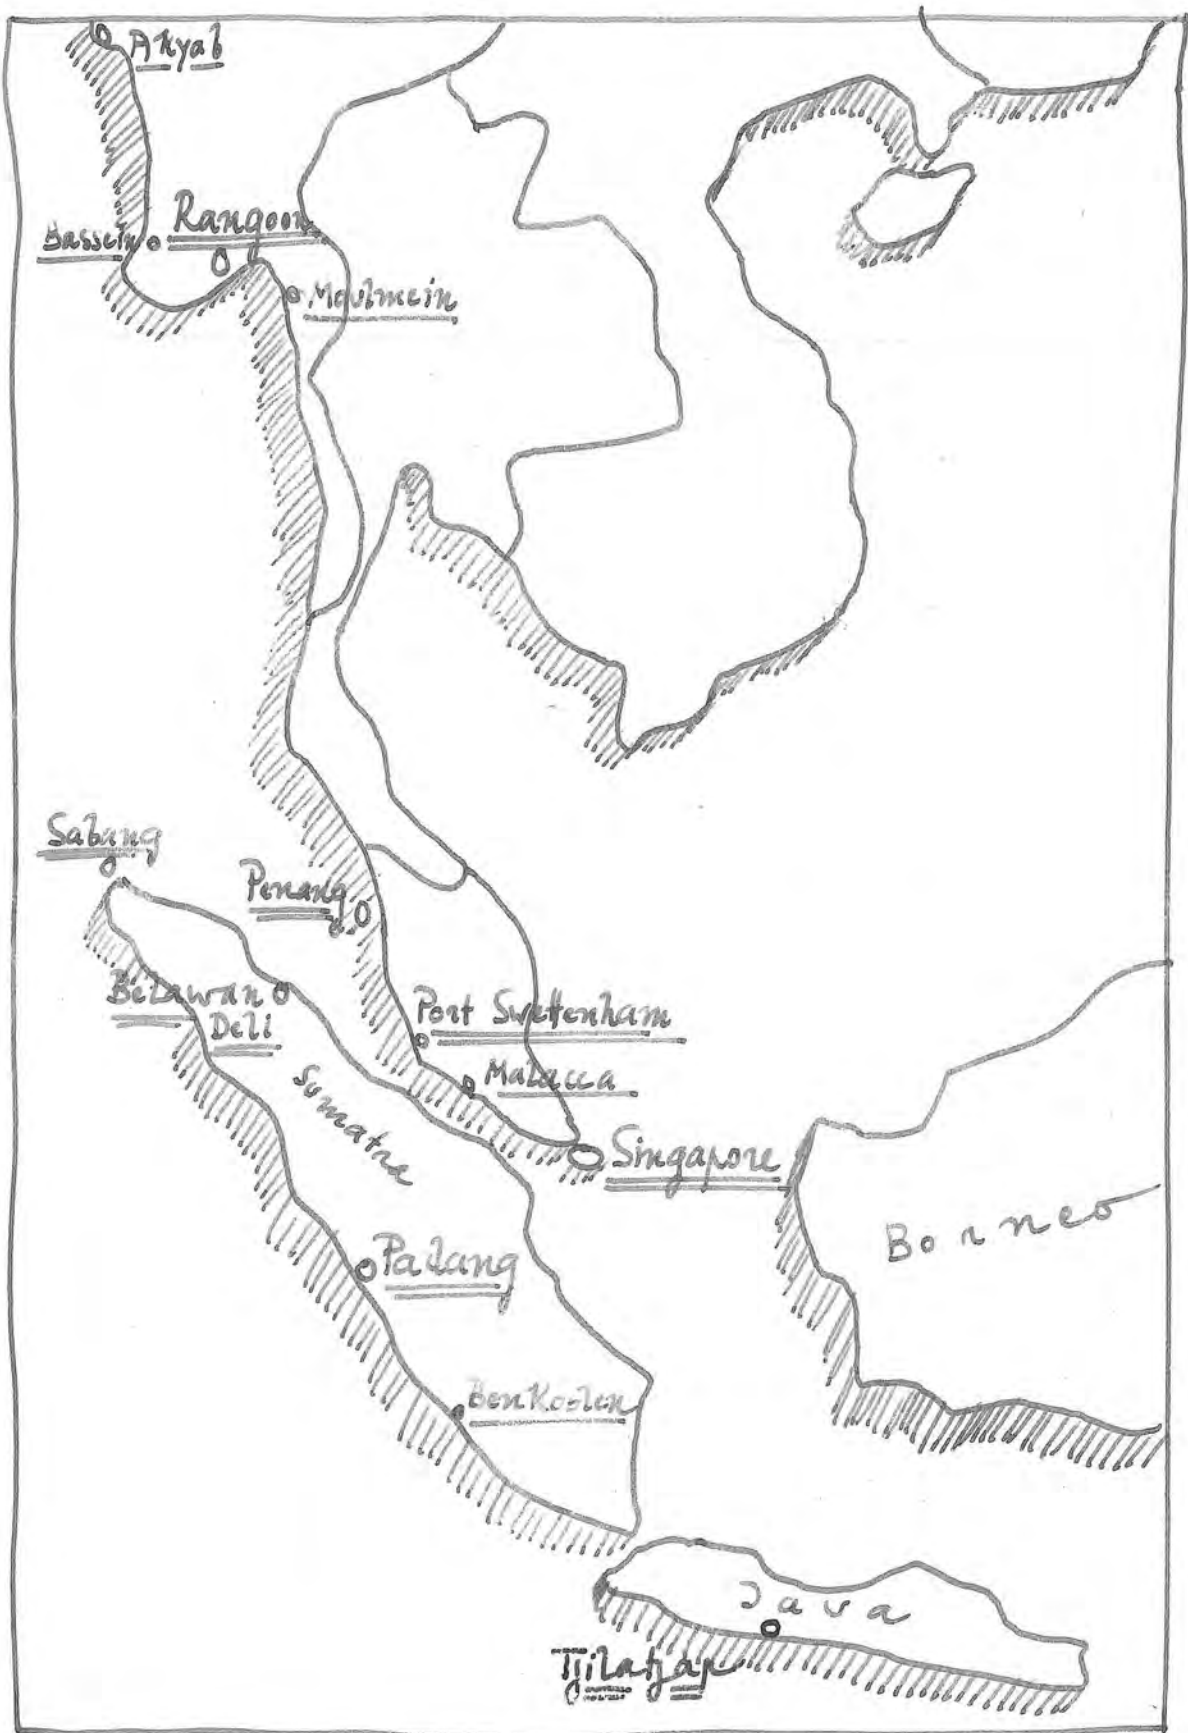 Akyab
Rangoon
Bassein
Moulmein
Sabang
Penang
Belawan
Deli
Port Swettenham
Malacca
Sumatra
Singapore
Borneo
Padang
BenKoelen
Java
Tjilatjap